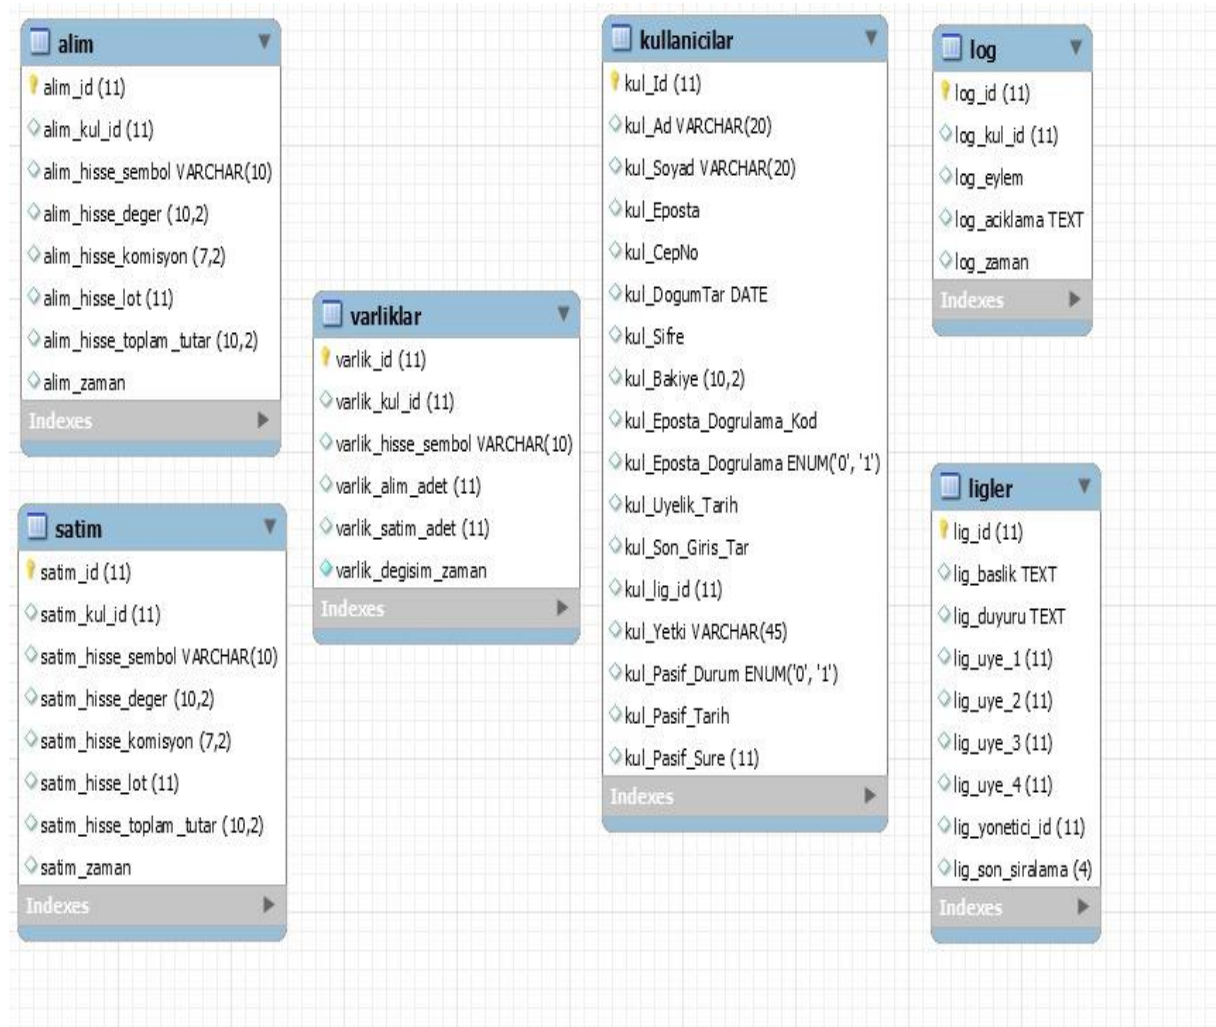 alim
alim_id (11)
alim_kul_id (11)
alim_hisse_sembol VARCHAR(10)
alim_hisse_deger (10,2)
alim_hisse_komisyon (7,2)
alim_hisse_lot (11)
alim_hisse_toplam_tutar (10,2)
alim_zaman
Indexes
satim
satim_id (11)
satim_kul_id (11)
satim_hisse_sembol VARCHAR(10)
satim_hisse_deger (10,2)
satim_hisse_komisyon (7,2)
satim_hisse_lot (11)
satim_hisse_toplam_tutar (10,2)
satim_zaman
Indexes
varliklar
varlik_id (11)
varlik_kul_id (11)
varlik_hisse_sembol VARCHAR(10)
varlik_alim_adet (11)
varlik_satim_adet (11)
varlik_degisim_zaman
Indexes
kullanicilar
kul_Id (11)
kul_Ad VARCHAR(20)
kul_Soyad VARCHAR(20)
kul_Eposta
kul_CepNo
kul_DogumTar DATE
kul_Sifre
kul_Bakiye (10,2)
kul_Eposta_Dogrulama_Kod
kul_Eposta_Dogrulama ENUM('0', '1')
kul_Uyelik_Tarih
kul_Son_Giris_Tar
kul_lig_id (11)
kul_Yetki VARCHAR(45)
kul_Pasif_Durum ENUM('0', '1')
kul_Pasif_Tarih
kul_Pasif_Sure (11)
Indexes
log
log_id (11)
log_kul_id (11)
log_eylem
log_aciklama TEXT
log_zaman
Indexes
ligler
lig_id (11)
lig_baslik TEXT
lig_duyuru TEXT
lig_uye_1 (11)
lig_uye_2 (11)
lig_uye_3 (11)
lig_uye_4 (11)
lig_yonetici_id (11)
lig_son_siralama (4)
Indexes